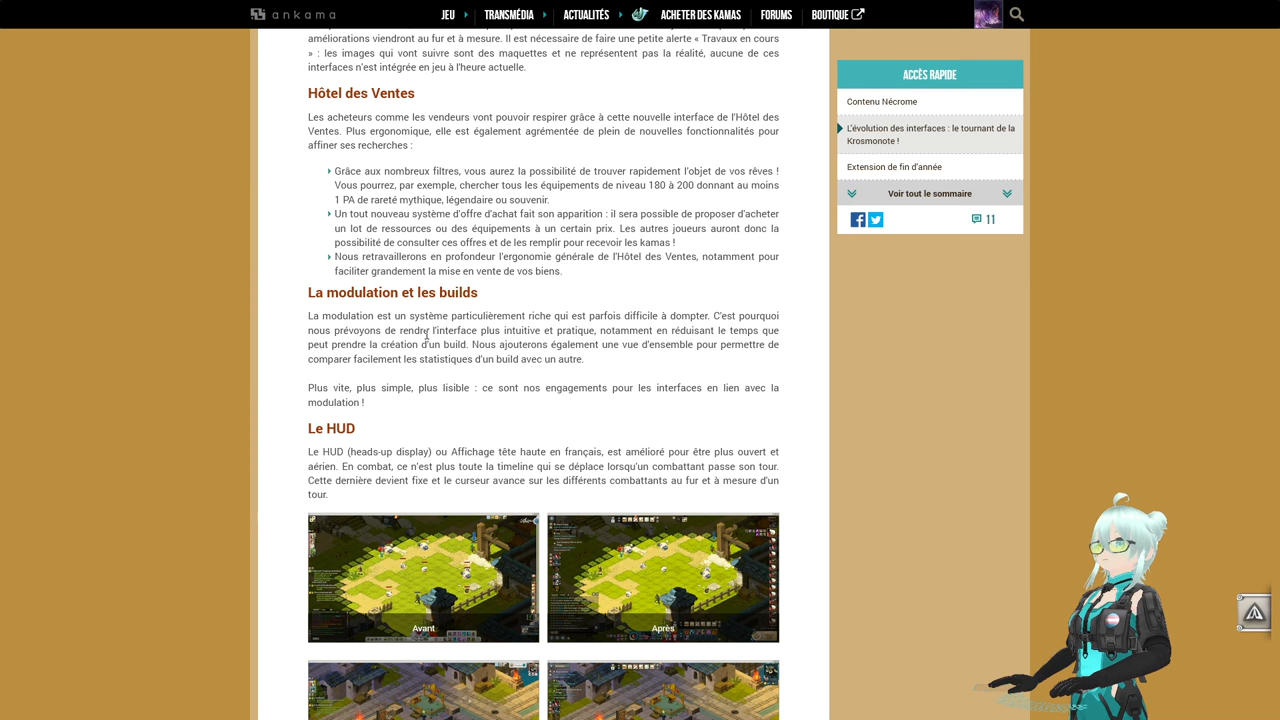 ankama
JEU
TRANSMÉDIA
ACTUALITÉS
ACHETER DES KAMAS
FORUMS
BOUTIQUE
améliorations viendront au fur et à mesure. Il est nécessaire de faire une petite alerte « Travaux en cours
» : les images qui vont suivre sont des maquettes et ne représentent pas la réalité, aucune de ces
interfaces n'est intégrée en jeu à l'heure actuelle.
Hôtel des Ventes
Les acheteurs comme les vendeurs vont pouvoir respirer grâce à cette nouvelle interface de l'Hôtel des
Ventes. Plus ergonomique, elle est également agrémentée de plein de nouvelles fonctionnalités pour
affiner ses recherches :
Grâce aux nombreux filtres, vous aurez la possibilité de trouver rapidement l'objet de vos rêves !
Vous pourrez, par exemple, chercher tous les équipements de niveau 180 à 200 donnant au moins
1 PA de rareté mythique, légendaire ou souvenir.
Un tout nouveau système d'offre d'achat fait son apparition : il sera possible de proposer d'acheter
un lot de ressources ou des équipements à un certain prix. Les autres joueurs auront donc la
possibilité de consulter ces offres et de les remplir pour recevoir les kamas !
Nous retravaillerons en profondeur l'ergonomie générale de l'Hôtel des Ventes, notamment pour
faciliter grandement la mise en vente de vos biens.
La modulation et les builds
La modulation est un système particulièrement riche qui est parfois difficile à dompter. C'est pourquoi
nous prévoyons de rendre l'interface plus intuitive et pratique, notamment en réduisant le temps que
peut prendre la création d'un build. Nous ajouterons également une vue d'ensemble pour permettre de
comparer facilement les statistiques d'un build avec un autre.
Plus vite, plus simple, plus lisible : ce sont nos engagements pour les interfaces en lien avec la
modulation !
Le HUD
Le HUD (heads-up display) ou Affichage tête haute en français, est amélioré pour être plus ouvert et
aérien. En combat, ce n'est plus toute la timeline qui se déplace lorsqu'un combattant passe son tour.
Cette dernière devient fixe et le curseur avance sur les différents combattants au fur et à mesure d'un
tour.
Avant
Après
ACCÈS RAPIDE
Contenu Nécrome
L'évolution des interfaces : le tournant de la
Krosmonote !
Extension de fin d'année
Voir tout le sommaire
11